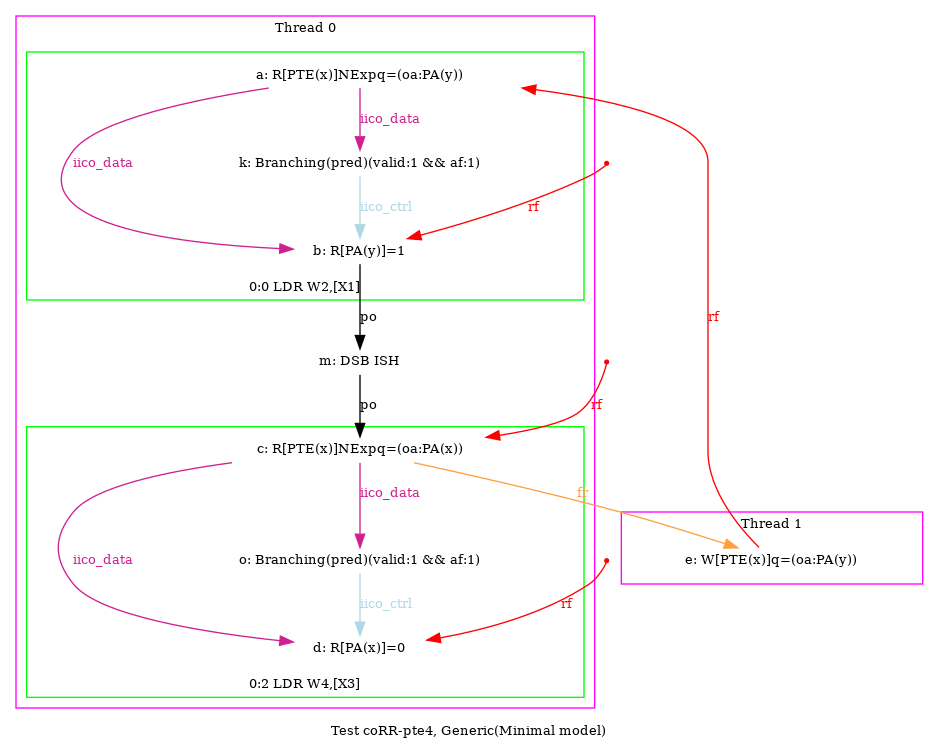 Thread 0
a: R[PTE(x)]NExpq=(oa:PA(y))
iico_data
iico_data
k: Branching(pred)(valid:1 && af:1)
iico_ctrl
rf
b: R[PA(y)]=1
0:0 LDR W2,[X1]
po
rf
m: DSB ISH
po
rf
c: R[PTE(x)]NExpq=(oa:PA(x))
iico_data
fr
Thread 1
iico_data
o: Branching(pred)(valid:1 && af:1)
e: W[PTE(x)]q=(oa:PA(y))
iico_ctrl
rf
d: R[PA(x)]=0
0:2 LDR W4,[X3]
Test coRR-pte4, Generic(Minimal model)